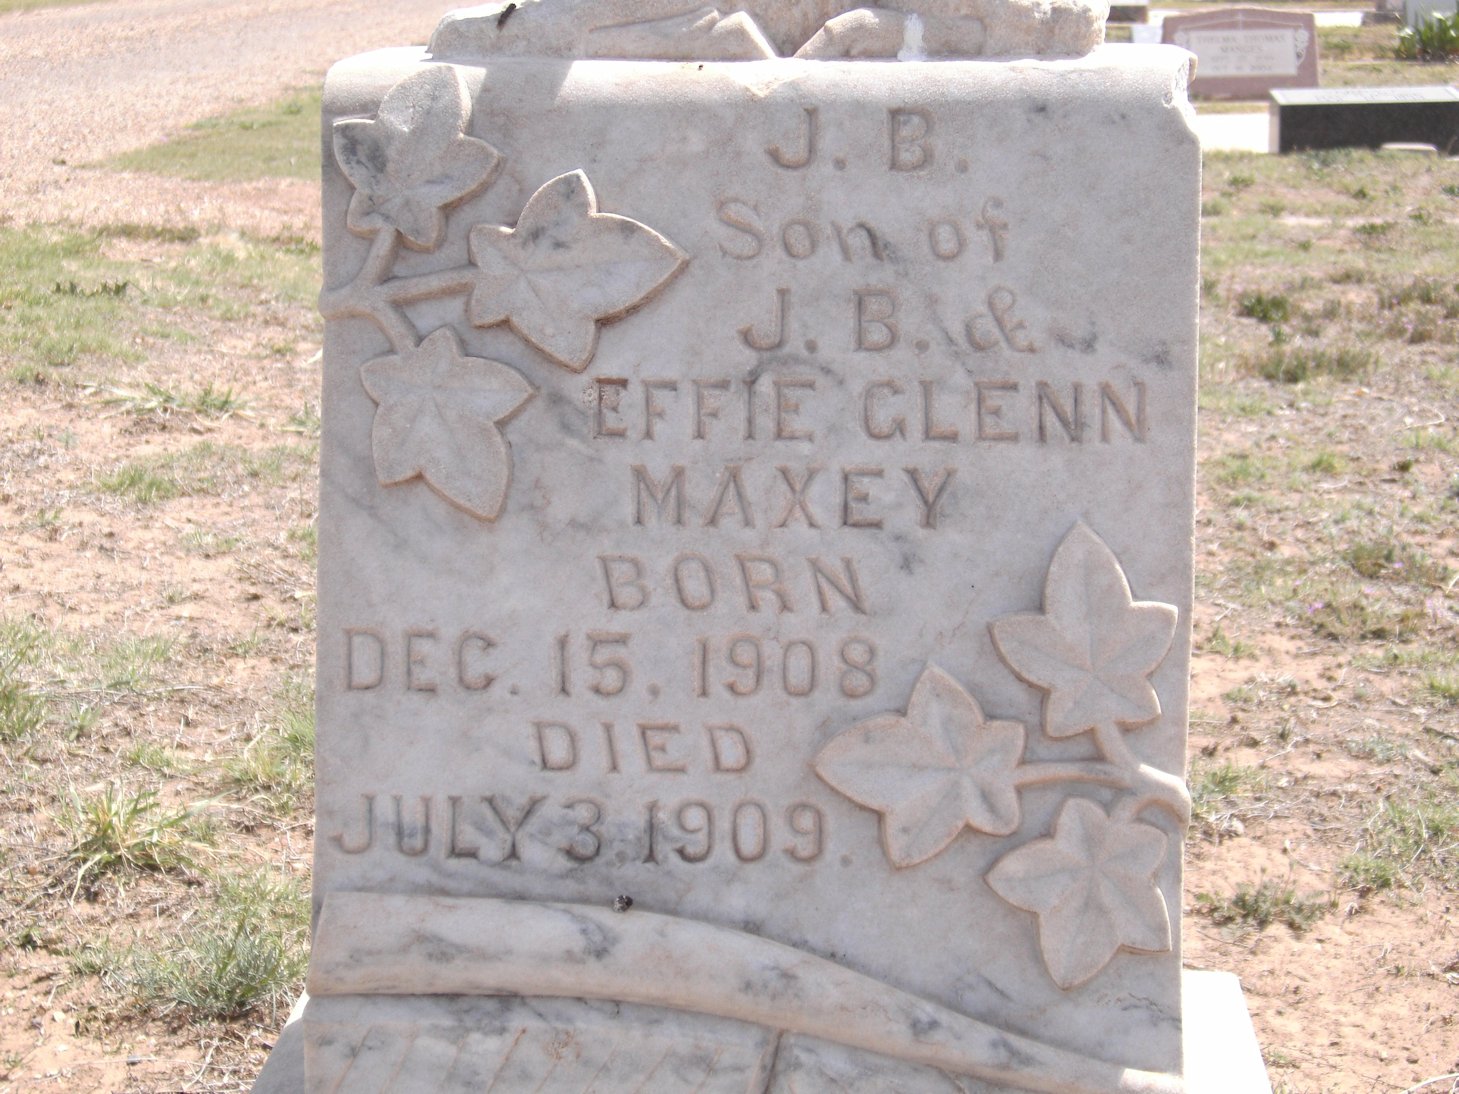 J. B.
Son of
J. B. &
EFFIE GLENN
MAXEY
BORN
DEC. 15, 1908
DIED
JULY 3. 1909.